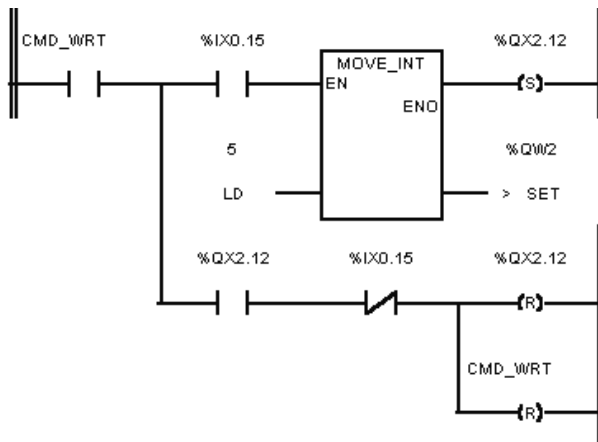 CMD_WRT %IX0.15 %QX2.12
MOVE_INT
EN (S)
ENO
5 %QW2
LD > SET
%QX2.12 %IX0.15 %QX2.12
(R)
CMD_WRT
(R)